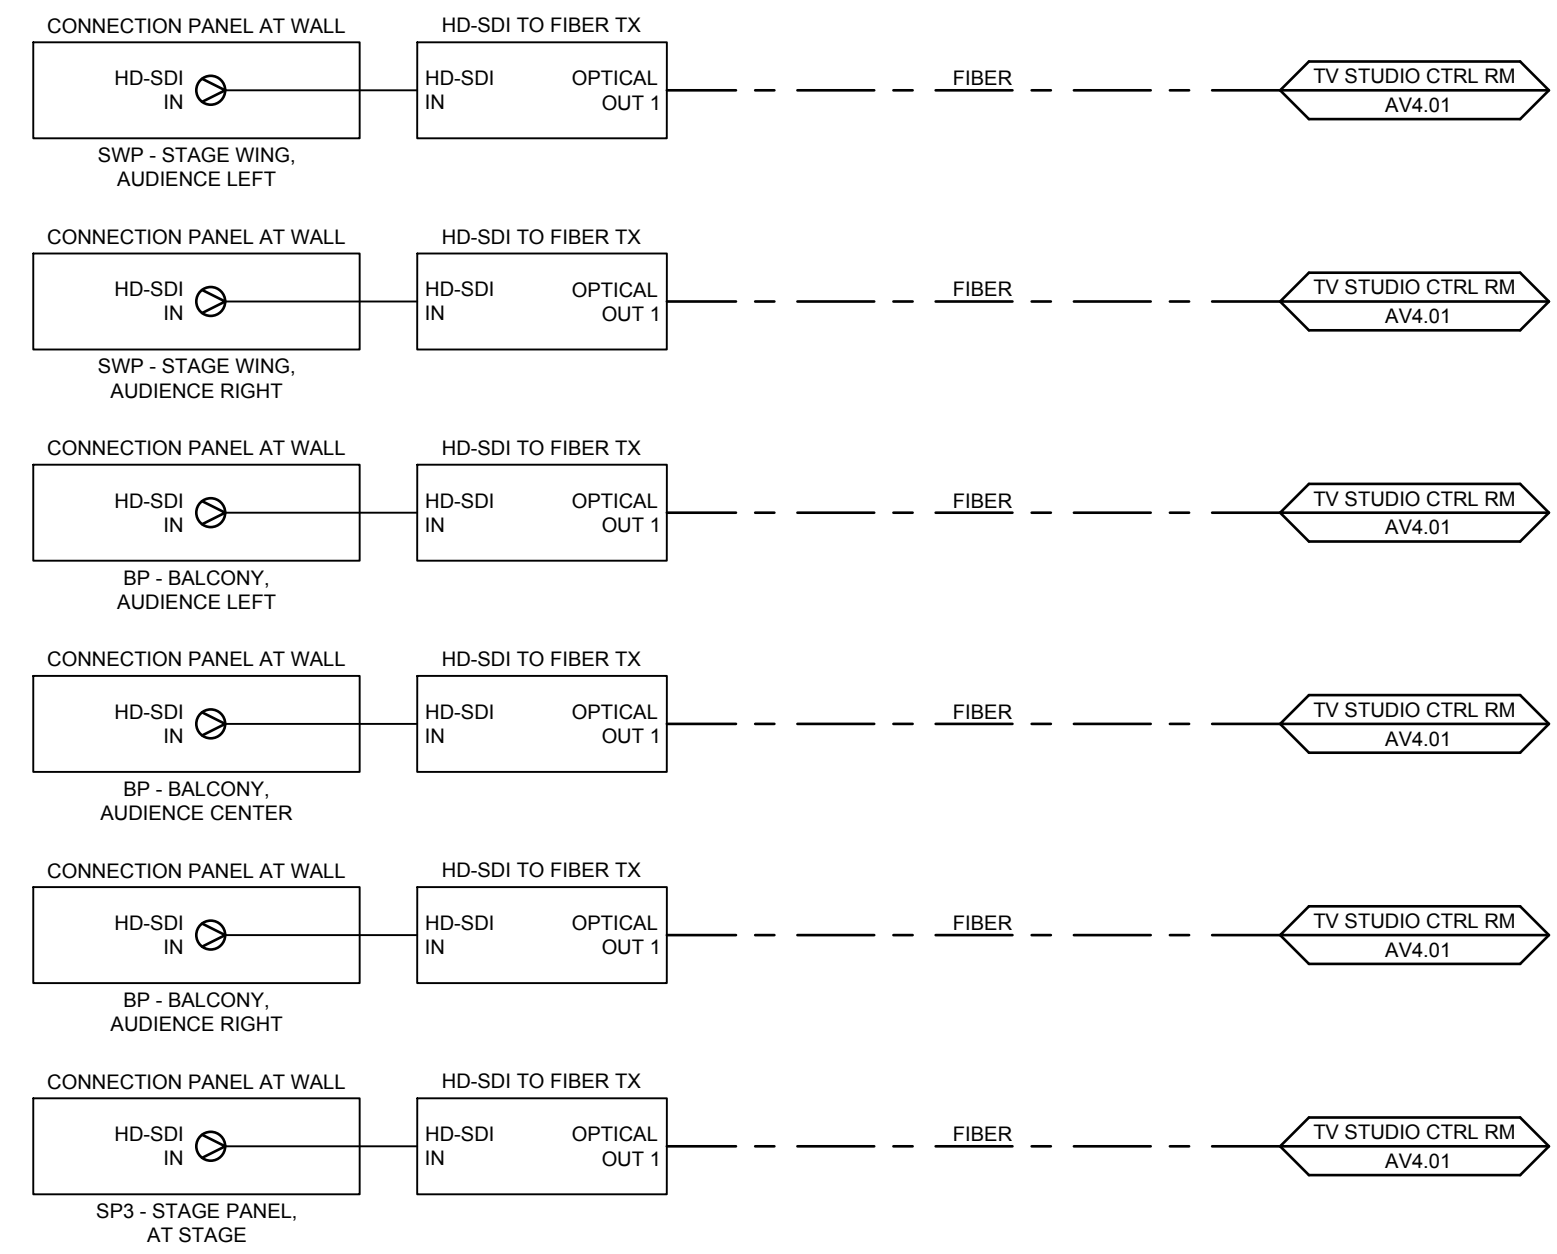 CONNECTION PANEL AT WALL
HD-SDI TO FIBER TX
HD-SDI
IN
HD-SDI
IN
OPTICAL
OUT 1
FIBER
TV STUDIO CTRL RM
AV4.01
SWP - STAGE WING,
AUDIENCE LEFT
CONNECTION PANEL AT WALL
HD-SDI TO FIBER TX
HD-SDI
IN
HD-SDI
IN
OPTICAL
OUT 1
FIBER
TV STUDIO CTRL RM
AV4.01
SWP - STAGE WING,
AUDIENCE RIGHT
CONNECTION PANEL AT WALL
HD-SDI TO FIBER TX
HD-SDI
IN
HD-SDI
IN
OPTICAL
OUT 1
FIBER
TV STUDIO CTRL RM
AV4.01
BP - BALCONY,
AUDIENCE LEFT
CONNECTION PANEL AT WALL
HD-SDI TO FIBER TX
HD-SDI
IN
HD-SDI
IN
OPTICAL
OUT 1
FIBER
TV STUDIO CTRL RM
AV4.01
BP - BALCONY,
AUDIENCE CENTER
CONNECTION PANEL AT WALL
HD-SDI TO FIBER TX
HD-SDI
IN
HD-SDI
IN
OPTICAL
OUT 1
FIBER
TV STUDIO CTRL RM
AV4.01
BP - BALCONY,
AUDIENCE RIGHT
CONNECTION PANEL AT WALL
HD-SDI TO FIBER TX
HD-SDI
IN
HD-SDI
IN
OPTICAL
OUT 1
FIBER
TV STUDIO CTRL RM
AV4.01
SP3 - STAGE PANEL,
AT STAGE